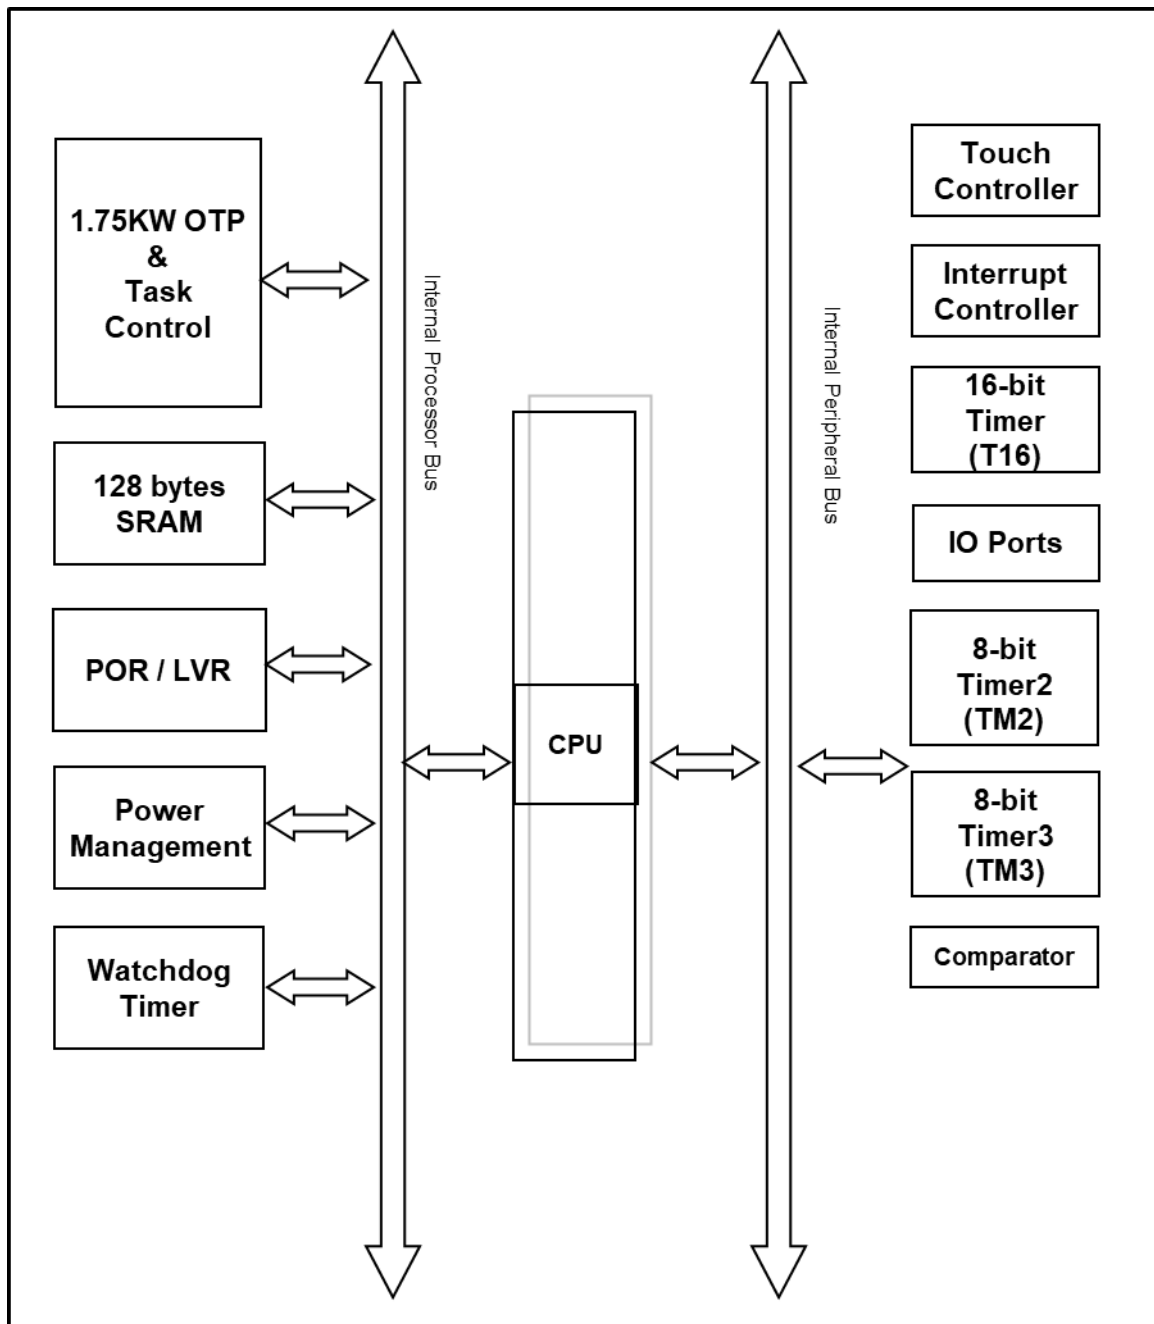 1.75KW OTP
&
Task
Control
128 bytes
SRAM
POR / LVR
Power
Management
Watchdog
Timer
Internal Processor Bus
CPU
Internal Peripheral Bus
Touch
Controller
Interrupt
Controller
16-bit
Timer
(T16)
IO Ports
8-bit
Timer2
(TM2)
8-bit
Timer3
(TM3)
Comparator